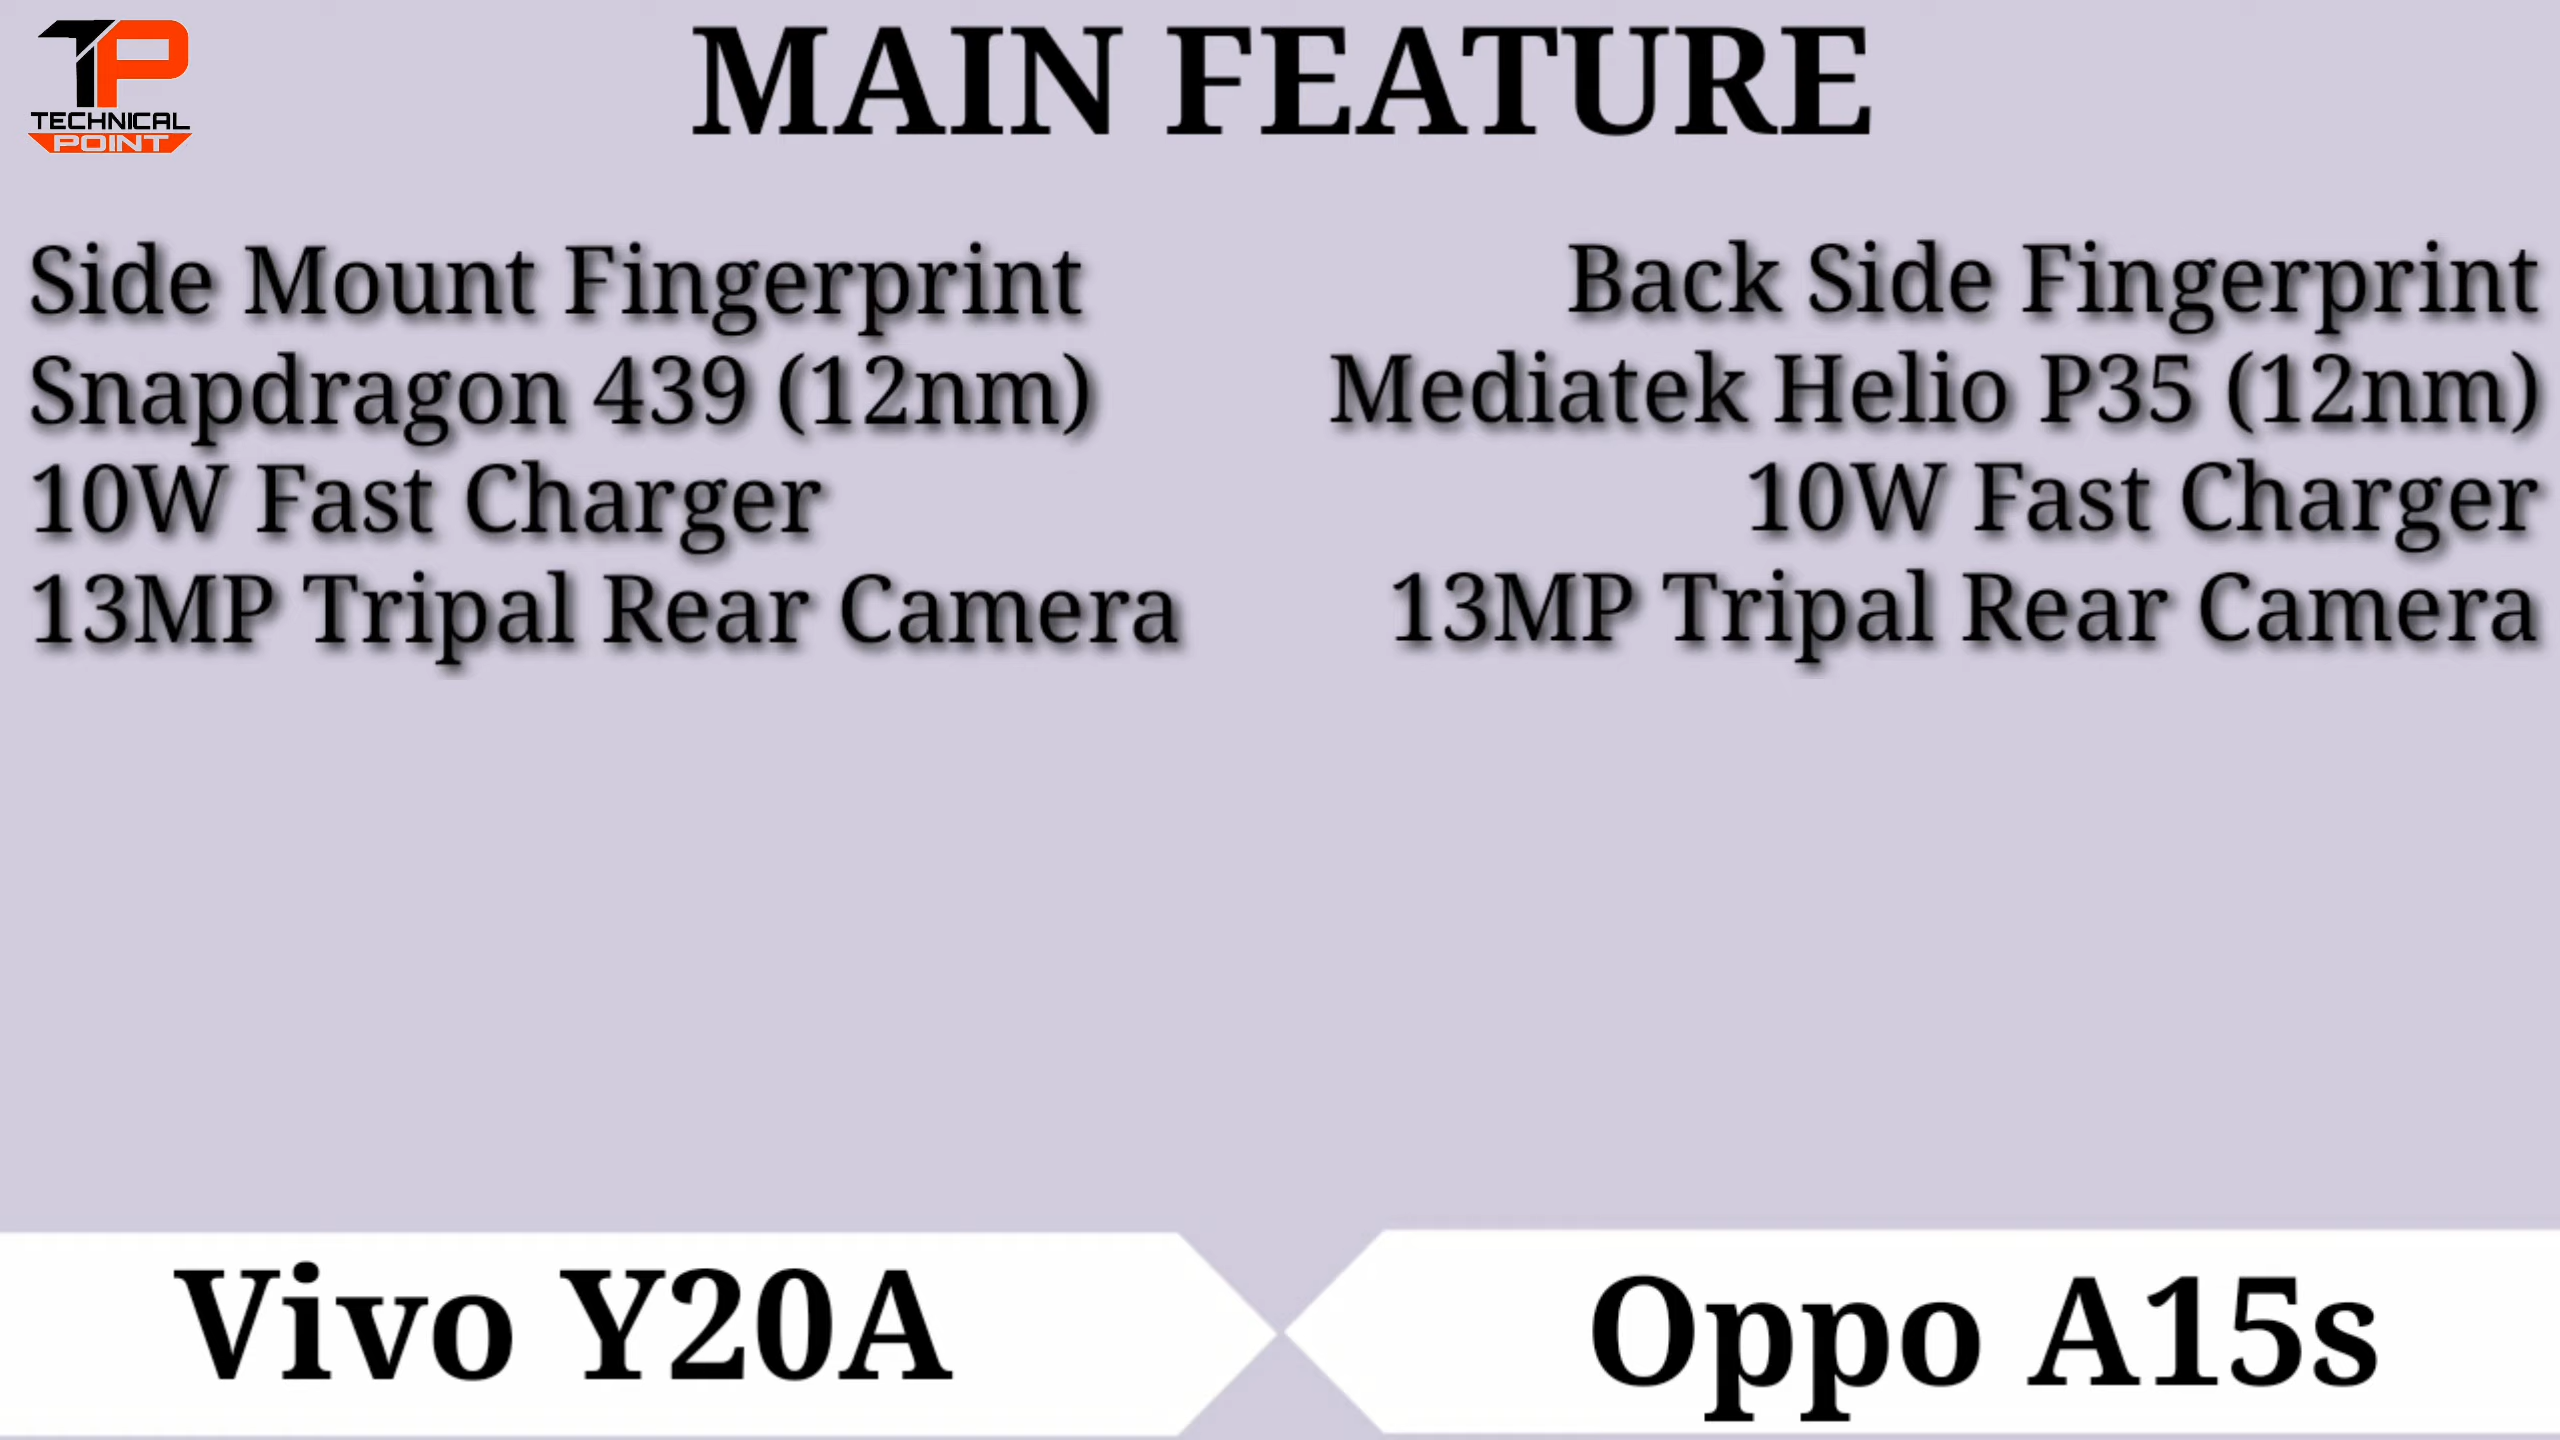 TP
TECHNICAL
POINT
MAIN FEATURE
Side Mount Fingerprint
Snapdragon 439 (12nm)
10W Fast Charger
13MP Tripal Rear Camera
Back Side Fingerprint
Mediatek Helio P35 (12nm)
10W Fast Charger
13MP Tripal Rear Camera
Vivo Y20A
Oppo A15s